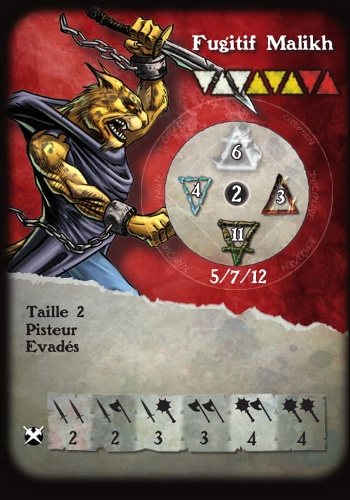 Fugitif Malikh
6
4
2
3
11
5/7/12
Taille 2
Pisteur
Evadés
2 2 3 3 4 4